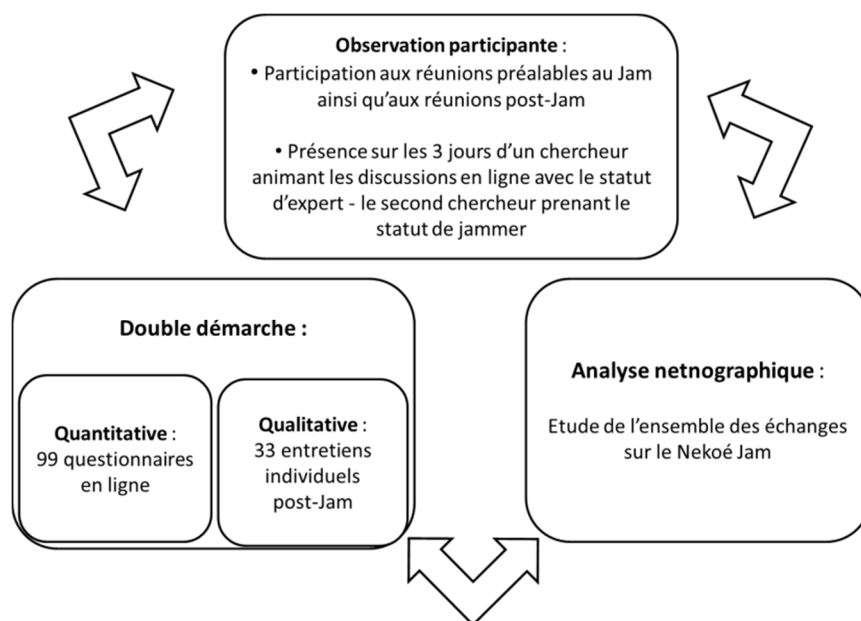 Observation participante :
• Participation aux réunions préalables au Jam
ainsi qu'aux réunions post-Jam
• Présence sur les 3 jours d'un chercheur
animant les discussions en ligne avec le statut
d'expert - le second chercheur prenant le
statut de jammer
Double démarche :
Quantitative :
99 questionnaires
en ligne
Qualitative :
33 entretiens
individuels
post-Jam
Analyse netnographique :
Etude de l'ensemble des échanges
sur le Nekoé Jam